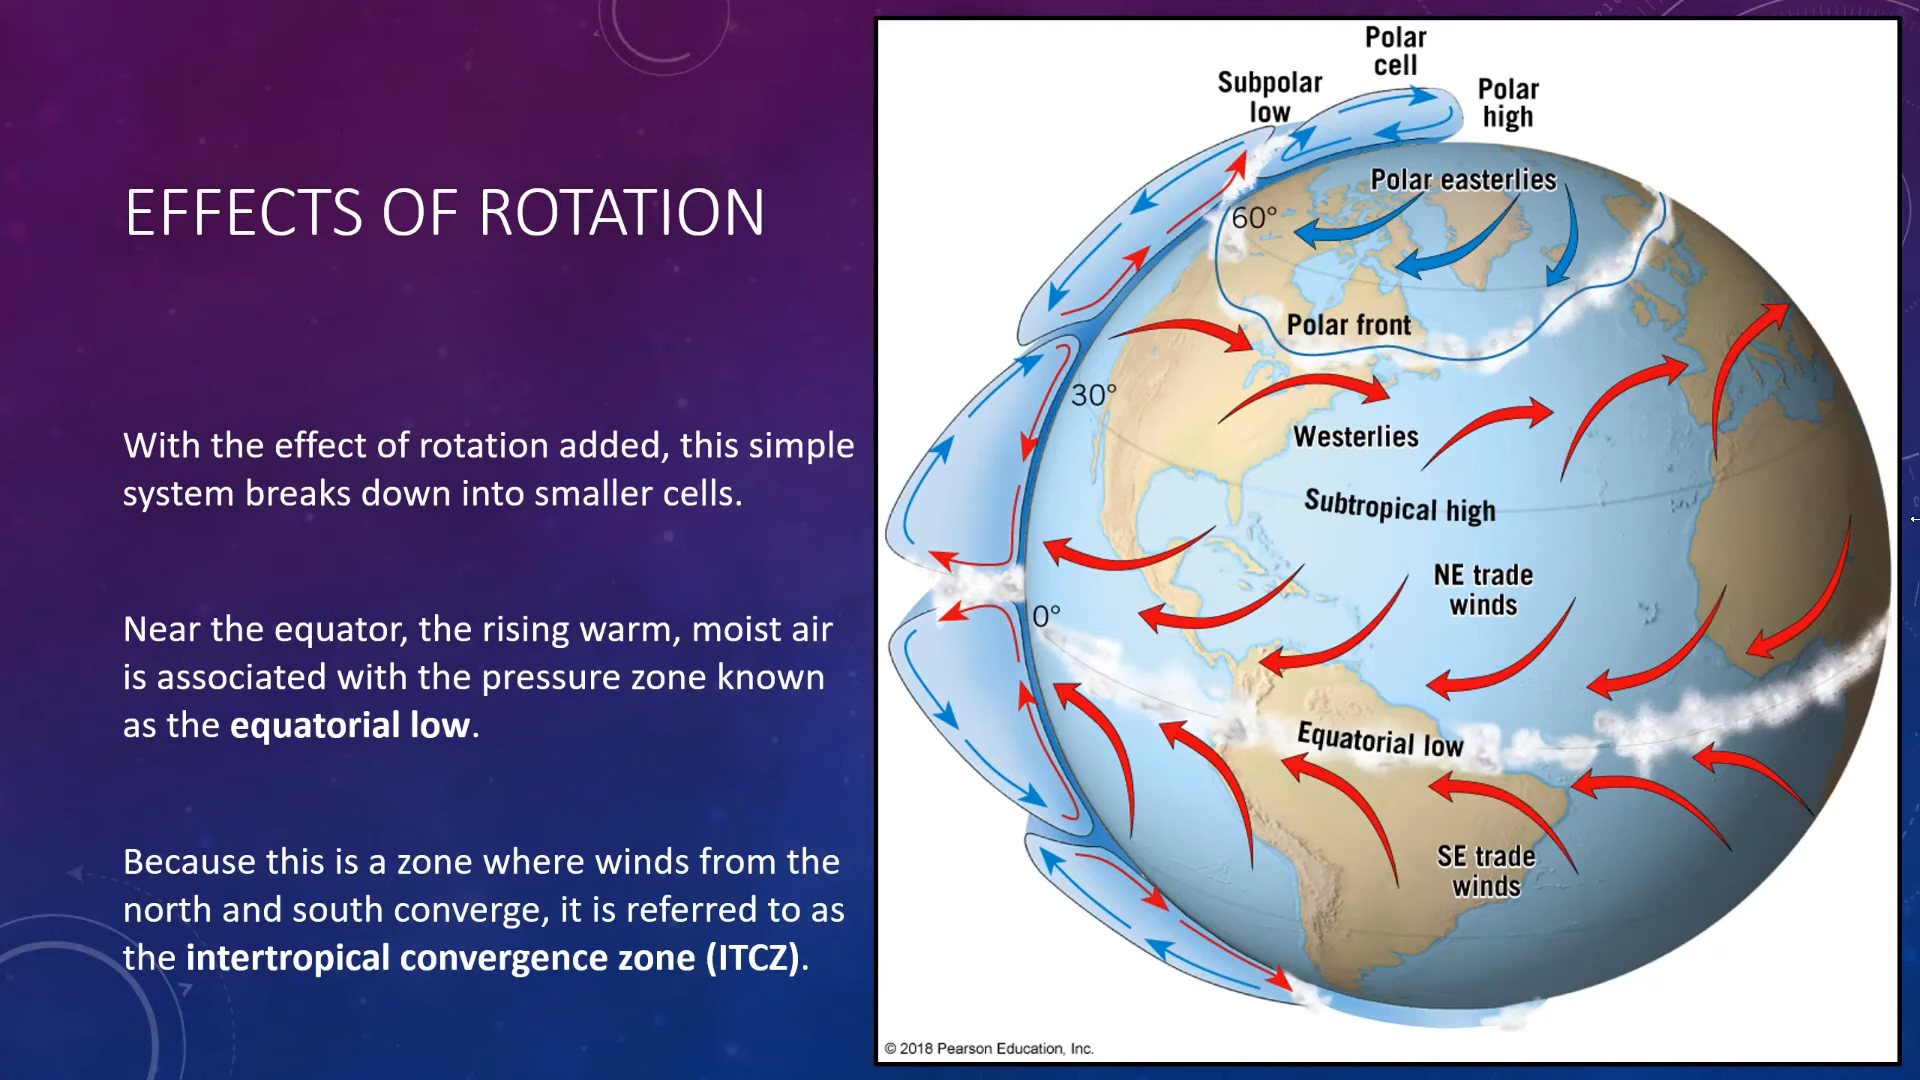 EFFECTS OF ROTATION
With the effect of rotation added, this simple
system breaks down into smaller cells.
Near the equator, the rising warm, moist air
is associated with the pressure zone known
as the equatorial low.
Because this is a zone where winds from the
north and south converge, it is referred to as
the intertropical convergence zone (ITCZ).
Polar
cell
Subpolar
low
Polar
high
Polar easterlies
60°
Polar front
30°
Westerlies
Subtropical high
NE trade
winds
0°
Equatorial low
SE trade
winds
© 2018 Pearson Education, Inc.